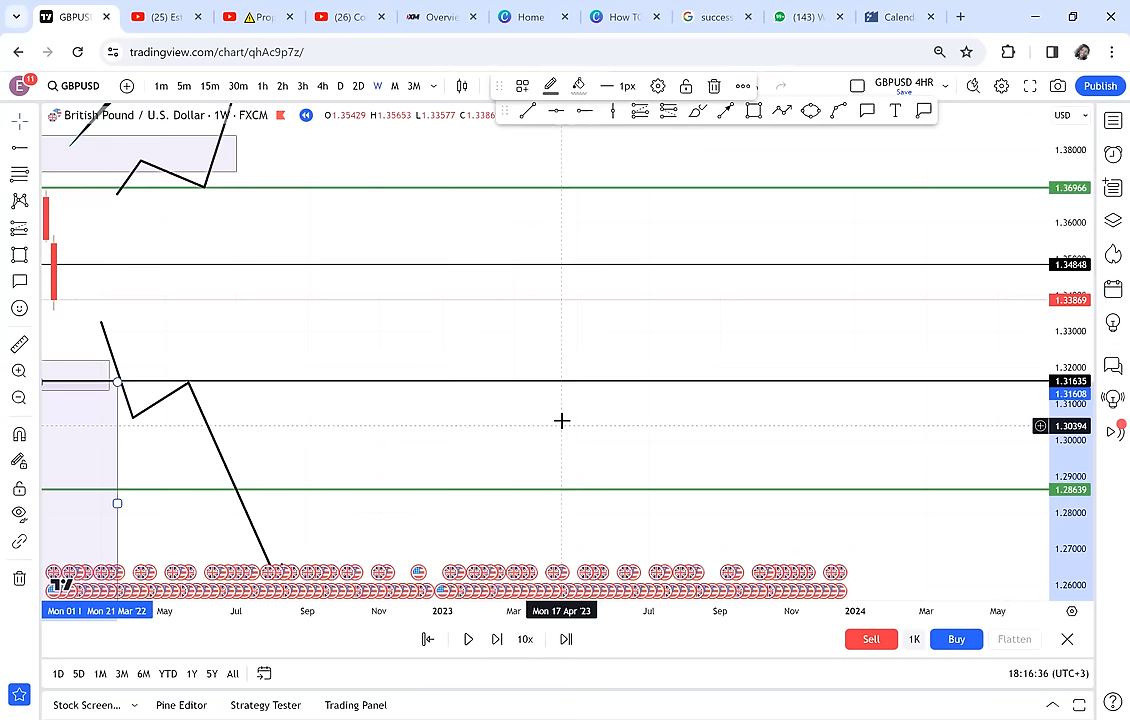 GBPUS
(25) Est
Prop
(26) Co
XM Overvie
Home
How TO
success
(143) W
Calend
tradingview.com/chart/qhAc9p7z/
E 11 GBPUSD 1m 5m 15m 30m 1h 2h 3h 4h D 2D W M 3M 1px GBPUSD 4HR Save Publish
British Pound / U.S. Dollar · 1W · FXCM O1.35429 H1.35653 L1.33577 C1.3386 USD
1.38000
1.36966
1.36000
1.34848
1.33869
1.33000
1.32000
1.31635
1.31608
1.31000
1.30394
1.30000
1.29000
1.28639
1.28000
1.27000
1.26000
Mon 21 Mar '22 May Jul Sep Nov 2023 Mar Mon 17 Apr '23 Jul Sep Nov 2024 Mar May
10x Sell 1K Buy Flatten
1D 5D 1M 3M 6M YTD 1Y 5Y All 18:16:36 (UTC+3)
Stock Screen... Pine Editor Strategy Tester Trading Panel